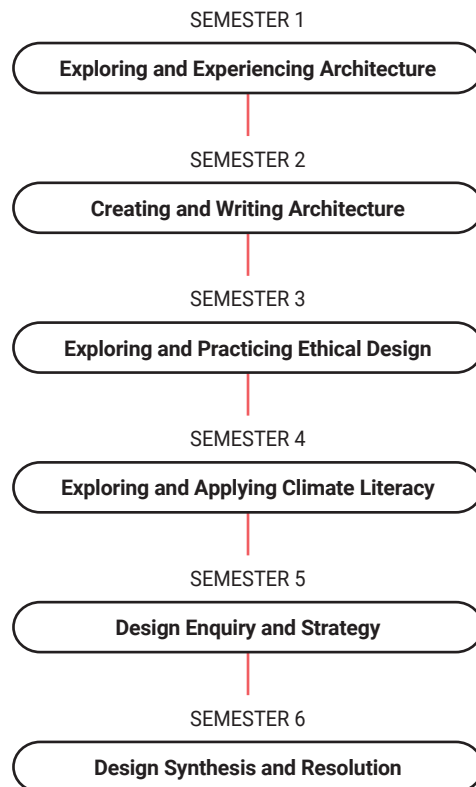 SEMESTER 1
Exploring and Experiencing Architecture
SEMESTER 2
Creating and Writing Architecture
SEMESTER 3
Exploring and Practicing Ethical Design
SEMESTER 4
Exploring and Applying Climate Literacy
SEMESTER 5
Design Enquiry and Strategy
SEMESTER 6
Design Synthesis and Resolution